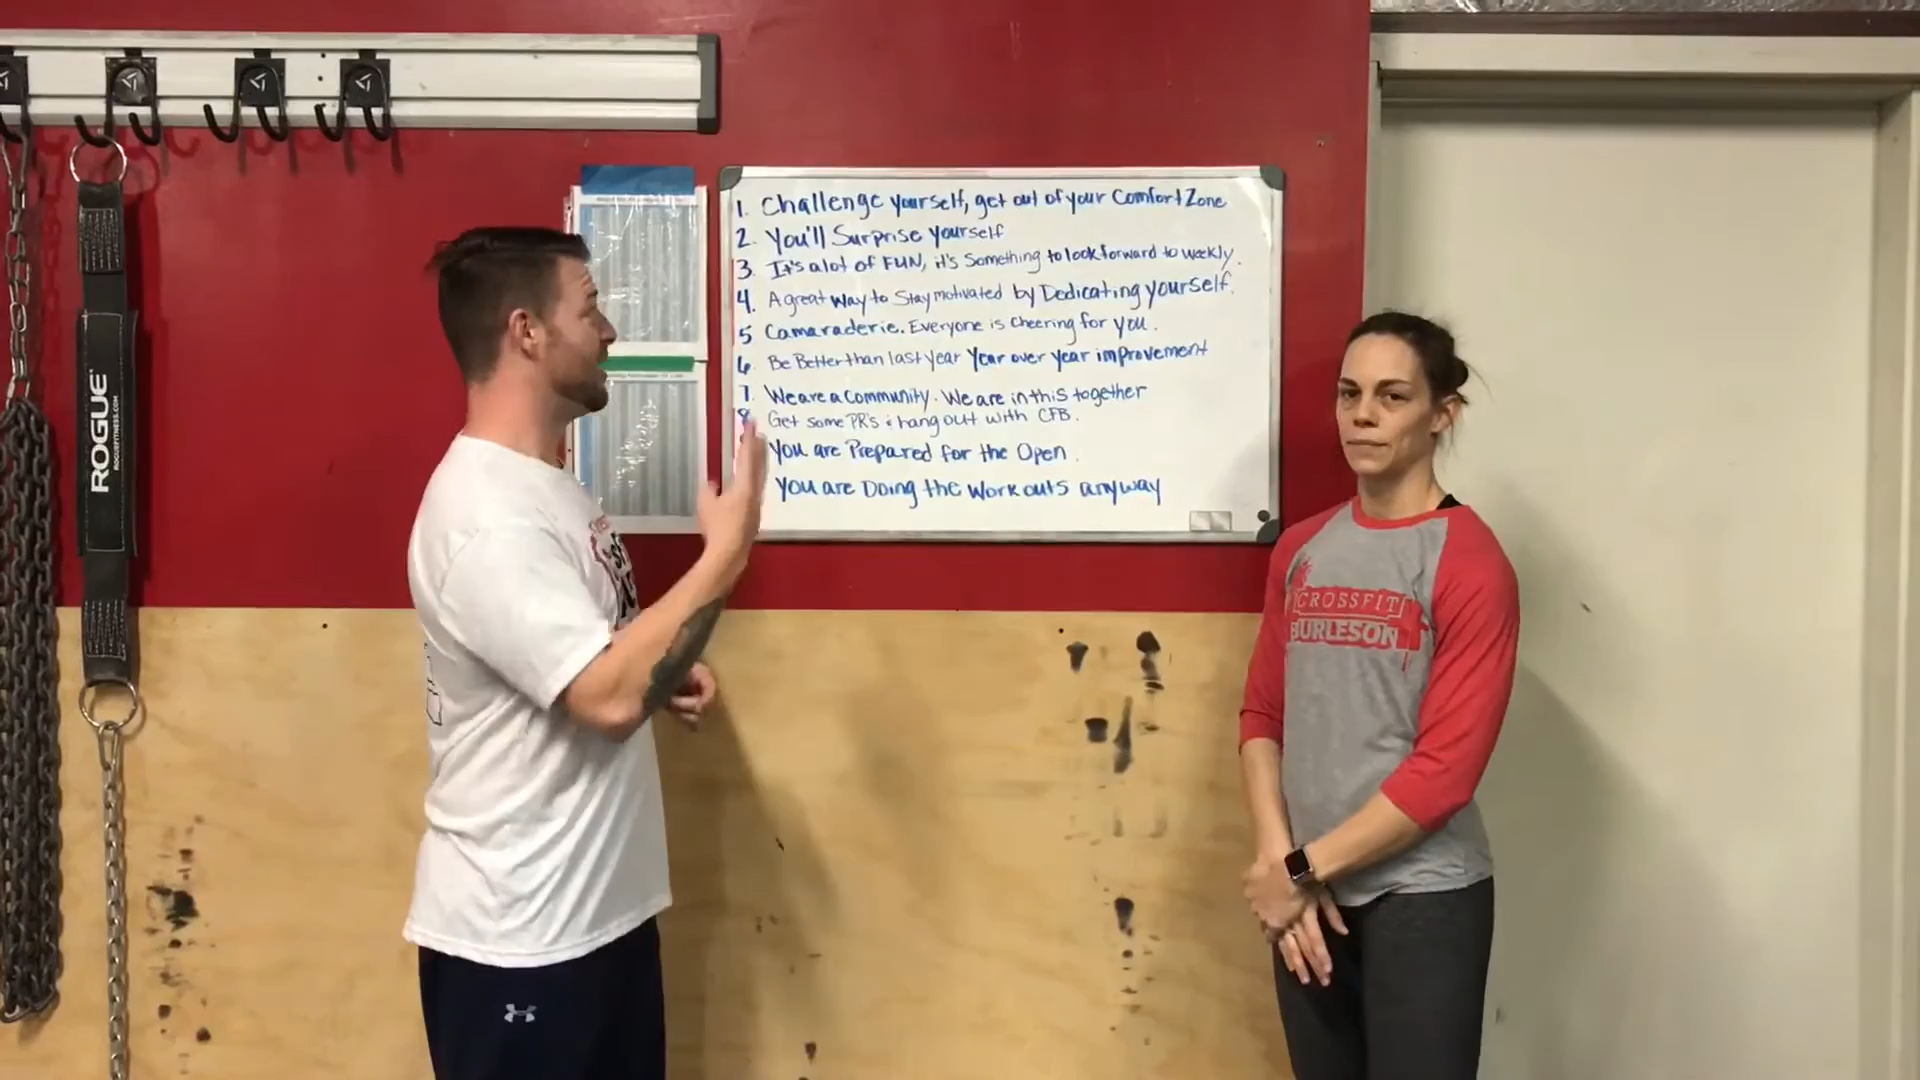 1. Challenge yourself, get out of your Comfort Zone
2. You'll Surprise yourself
3. It's a lot of FUN, it's Something to look forward to weekly.
4. A great way to Stay motivated by Dedicating yourself.
5 Camaraderie. Everyone is cheering for you.
6. Be Better than last year Year over year improvement
7. We are a Community. We are in this together
8 Get some PR's & hang out with CFB.
You are Prepared for the Open.
You are Doing the Workouts anyway
ROGUE
ROGUEFITNESS.COM
CROSSFIT
BURLESON